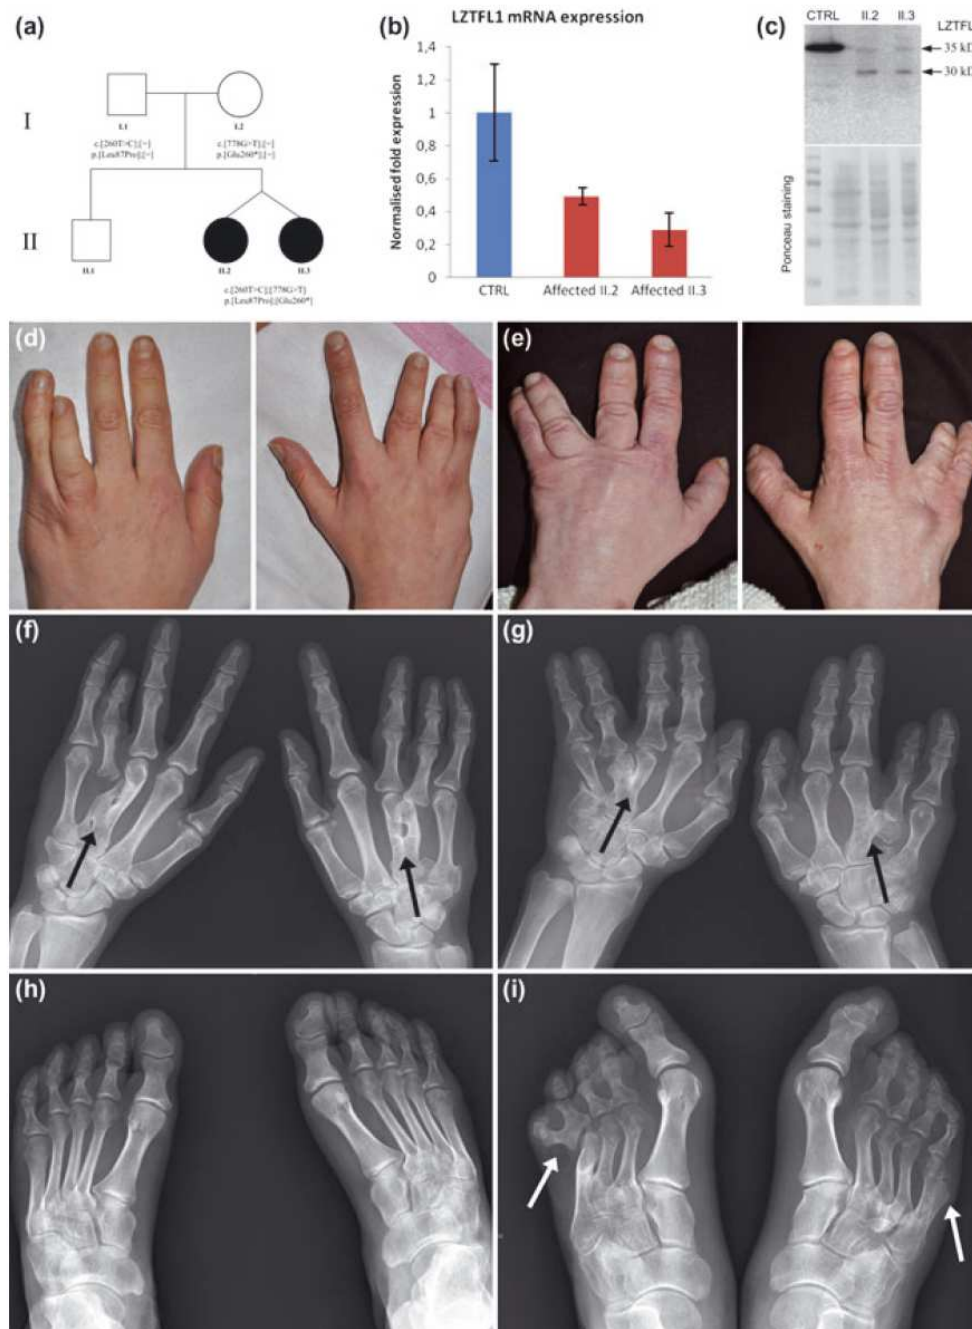 (a)
I
I.1
I.2
c.[260T>C];[=]
p.[Leu87Pro];[=]
c.[778G>T];[=]
p.[Glu260*];[=]
II
II.1
II.2
II.3
c.[260T>C];[778G>T]
p.[Leu87Pro];[Glu260*]
(b)
LZTFL1 mRNA expression
Normalised fold expression
1,4
1,2
1
0,8
0,6
0,4
0,2
0
CTRL
Affected II.2
Affected II.3
(c)
CTRL II.2 II.3
LZTFL
35 kD
30 kD
Ponceau staining
(d)
(e)
(f)
(g)
(h)
(i)